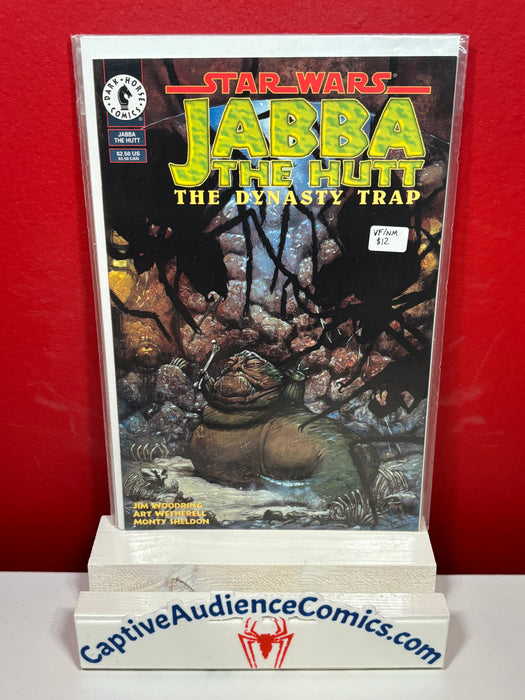 DARK HORSE COMICS
JABBA
THE HUTT
$2.50 US
$3.50 CAN
STAR WARS
JABBA
THE HUTT
THE DYNASTY TRAP
VF/NM
$12
JIM WOODRING
ART WETHERELL
MONTY SHELDON
CaptiveAudienceComics.com